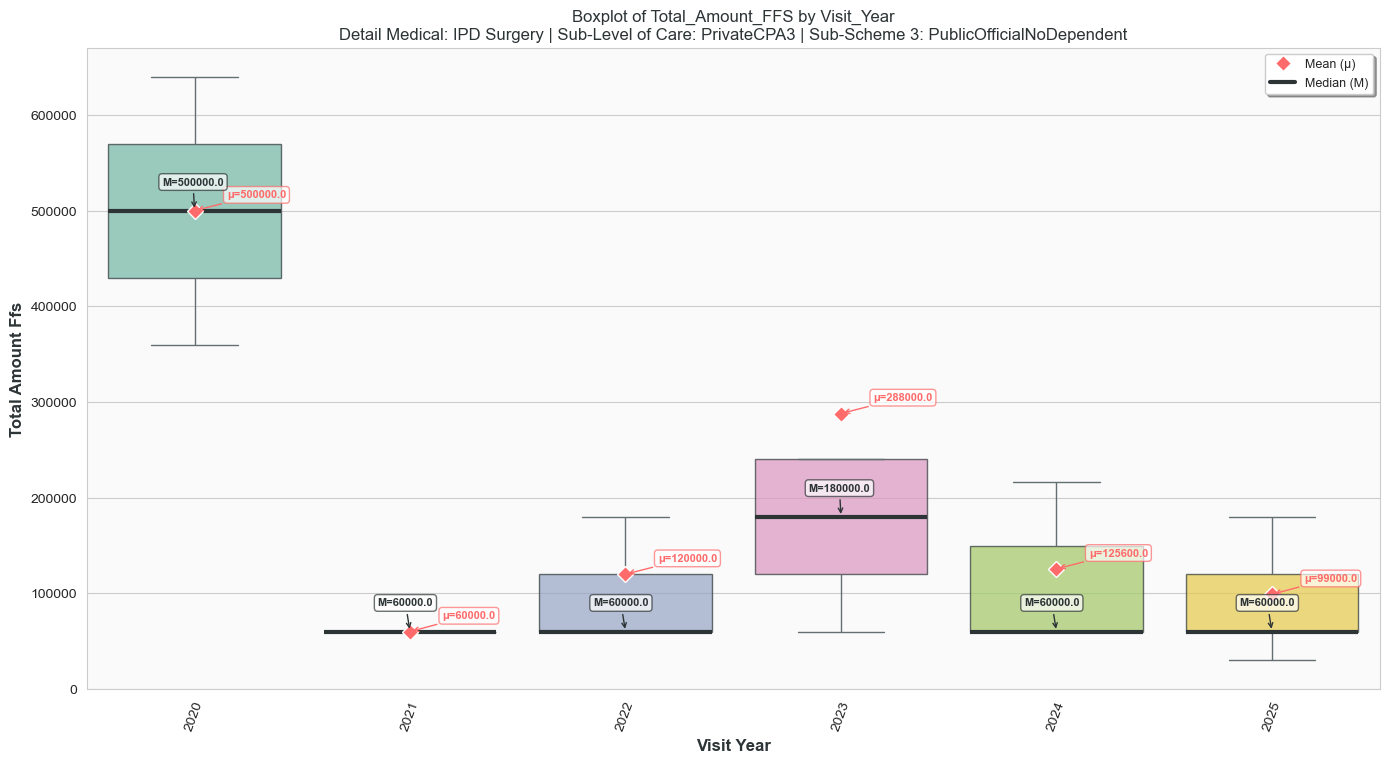 Boxplot of Total_Amount_FFS by Visit_Year
Detail Medical: IPD Surgery | Sub-Level of Care: PrivateCPA3 | Sub-Scheme 3: PublicOfficialNoDependent
Mean (μ)
Median (M)
Total Amount Ffs
600000
500000
400000
300000
200000
100000
0
M=500000.0
μ=500000.0
M=60000.0
μ=60000.0
M=60000.0
μ=120000.0
M=180000.0
μ=288000.0
M=60000.0
μ=125600.0
M=60000.0
μ=99000.0
2020
2021
2022
2023
2024
2025
Visit Year